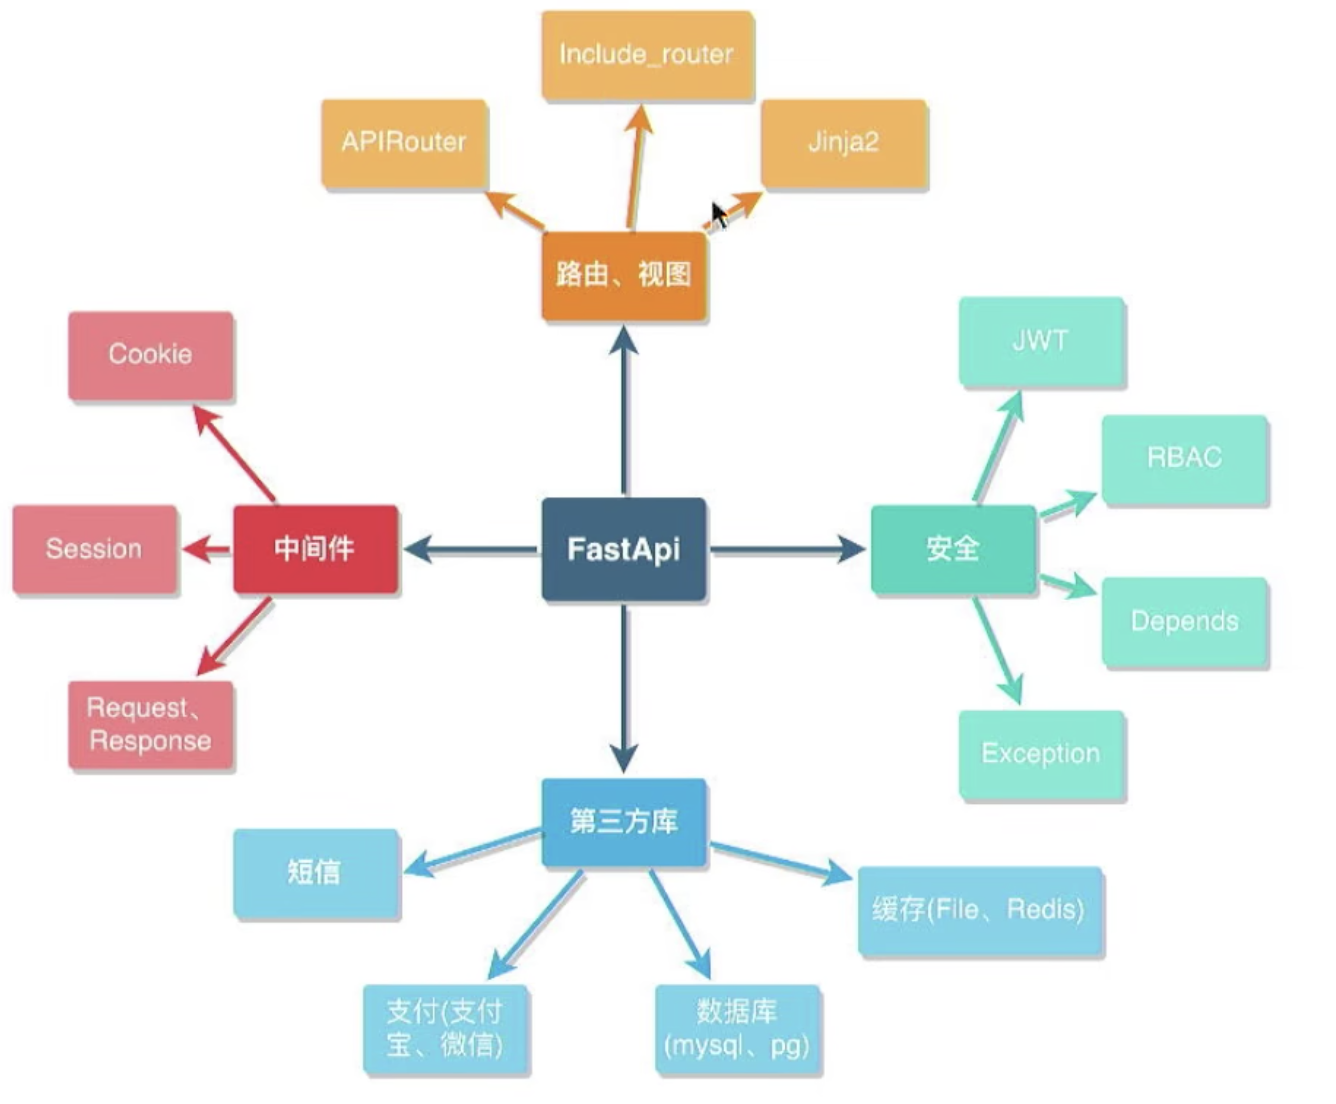 Include_router
APIRouter
Jinja2
路由、视图
Cookie
JWT
RBAC
Session
中间件
FastApi
安全
Depends
Request、
Response
Exception
第三方库
短信
缓存(File、Redis)
支付(支付
宝、微信)
数据库
(mysql、pg)